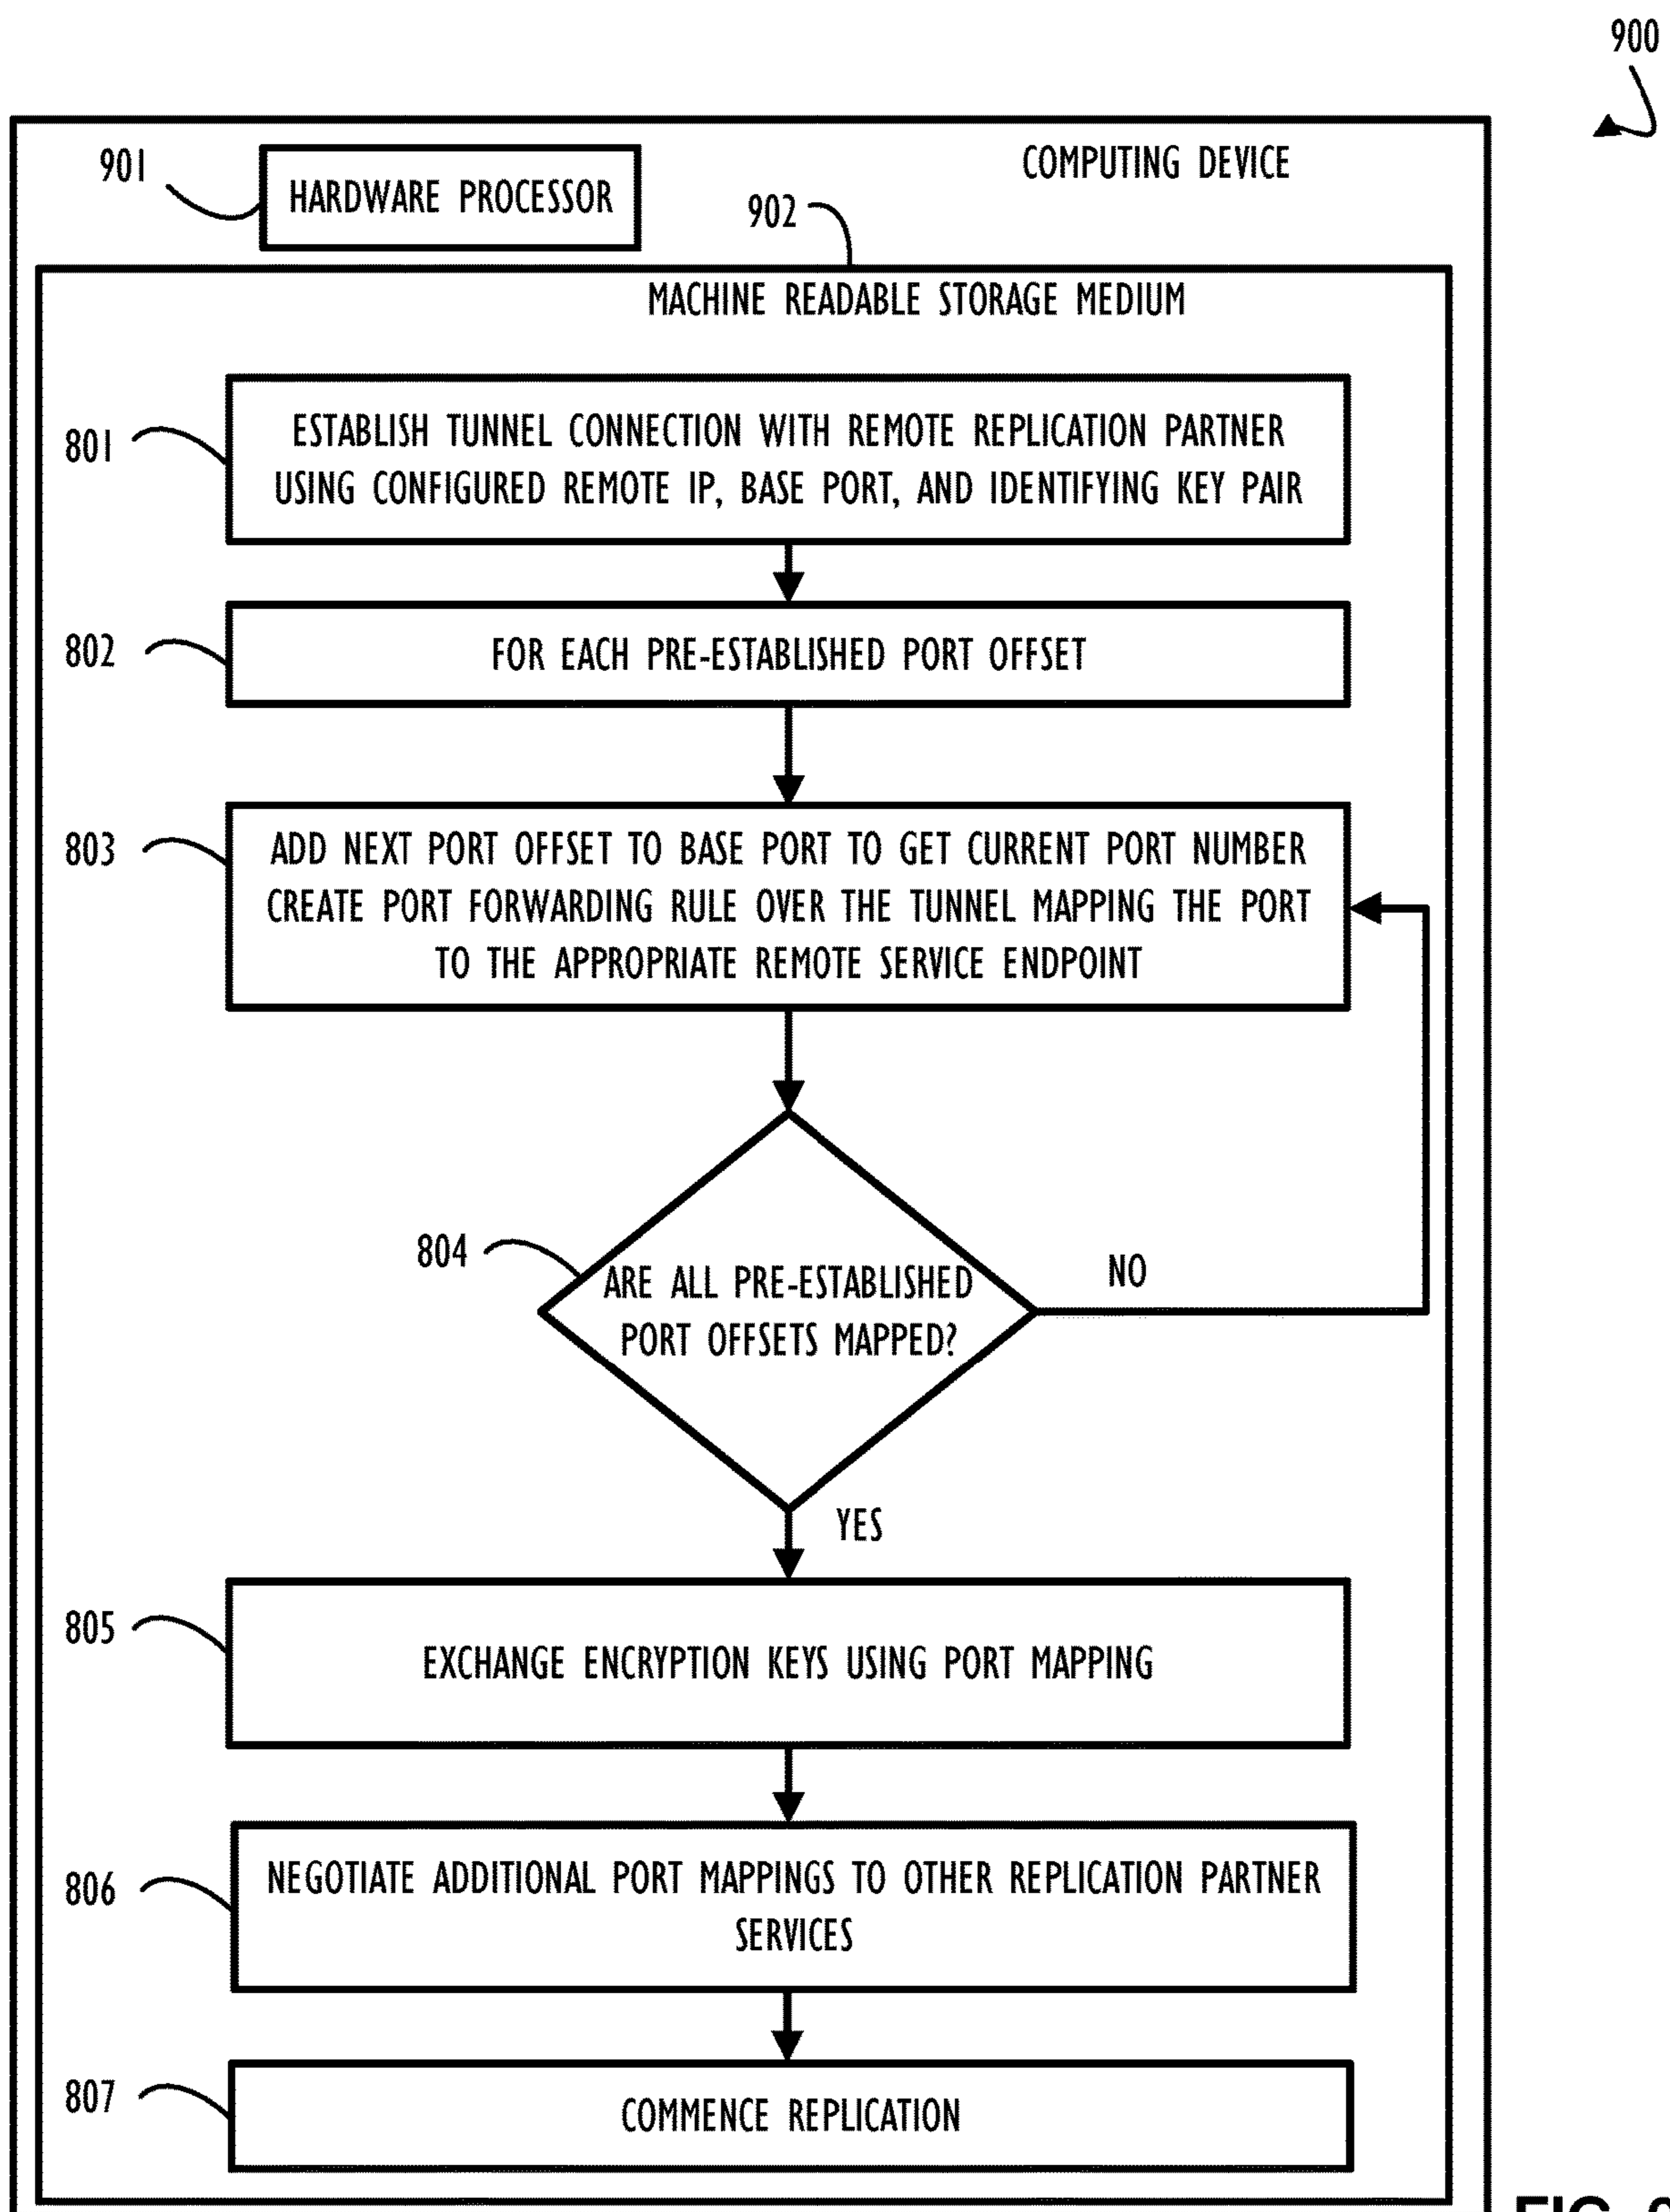 900
901
HARDWARE PROCESSOR
COMPUTING DEVICE
902
MACHINE READABLE STORAGE MEDIUM
801
ESTABLISH TUNNEL CONNECTION WITH REMOTE REPLICATION PARTNER
USING CONFIGURED REMOTE IP, BASE PORT, AND IDENTIFYING KEY PAIR
802
FOR EACH PRE-ESTABLISHED PORT OFFSET
803
ADD NEXT PORT OFFSET TO BASE PORT TO GET CURRENT PORT NUMBER
CREATE PORT FORWARDING RULE OVER THE TUNNEL MAPPING THE PORT
TO THE APPROPRIATE REMOTE SERVICE ENDPOINT
804
ARE ALL PRE-ESTABLISHED
PORT OFFSETS MAPPED?
NO
YES
805
EXCHANGE ENCRYPTION KEYS USING PORT MAPPING
806
NEGOTIATE ADDITIONAL PORT MAPPINGS TO OTHER REPLICATION PARTNER
SERVICES
807
COMMENCE REPLICATION